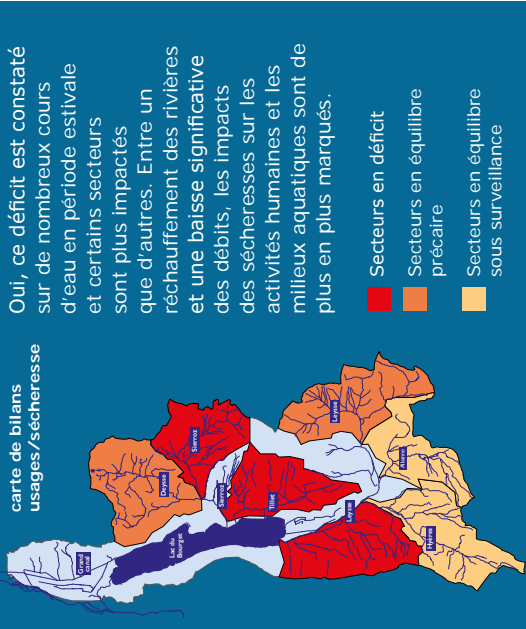 Oui, ce déficit est constaté
sur de nombreux cours
d'eau en période estivale
et certains secteurs
sont plus impactés
que d'autres. Entre un
réchauffement des rivières
et une baisse significative
des débits, les impacts
des sécheresses sur les
activités humaines et les
milieux aquatiques sont de
plus en plus marqués.
Secteurs en déficit
Secteurs en équilibre
précaire
Secteurs en équilibre
sous surveillance
carte de bilans
usages/sécheresse
Grand
canal
Lac du
Bourget
Deysse
Sierroz
Sierroz
Tillet
Leysse
Leysse
Albanne
Hyères